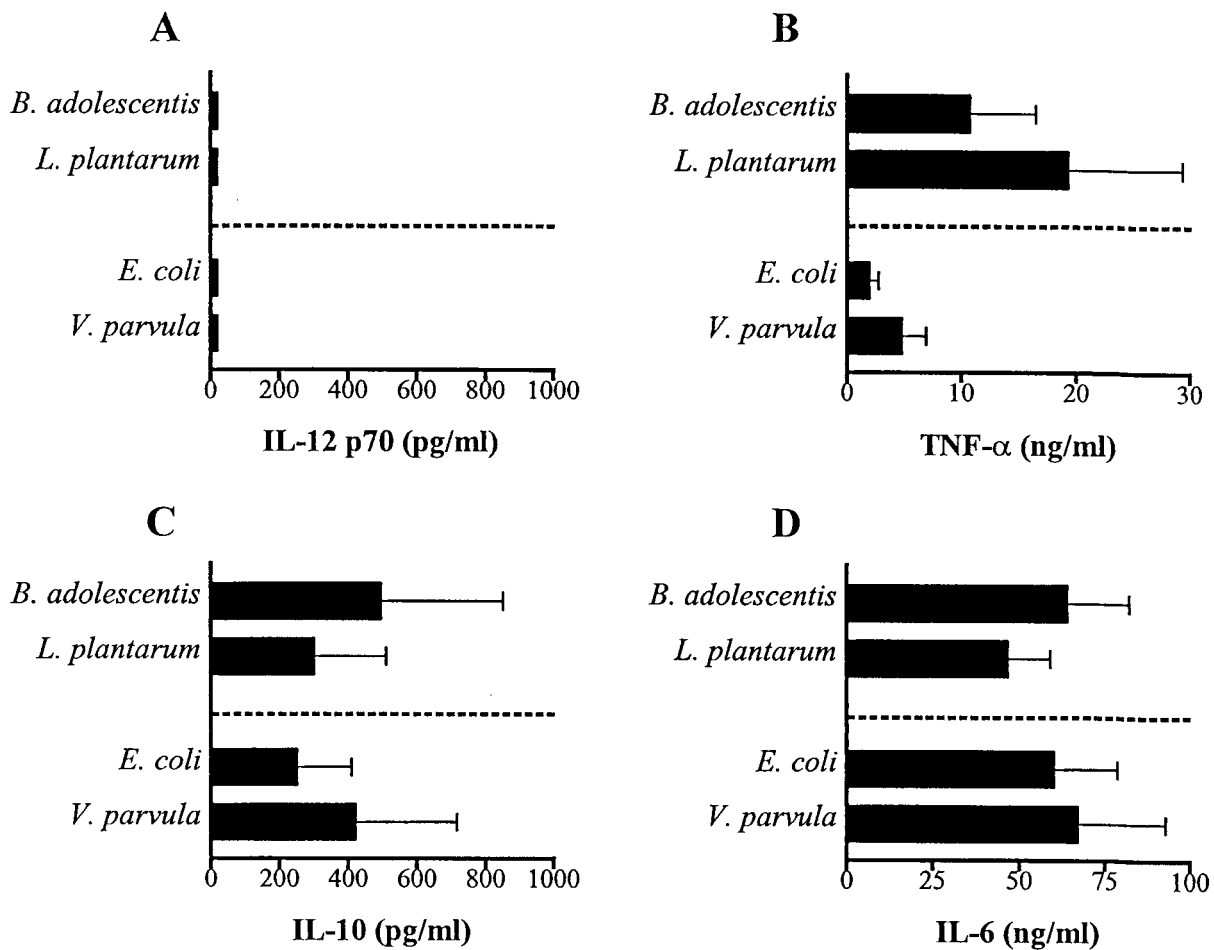 A
B. adolescentis
L. plantarum
E. coli
V. parvula
0 200 400 600 800 1000
IL-12 p70 (pg/ml)
B
B. adolescentis
L. plantarum
E. coli
V. parvula
0 10 20 30
TNF-α (ng/ml)
C
B. adolescentis
L. plantarum
E. coli
V. parvula
0 200 400 600 800 1000
IL-10 (pg/ml)
D
B. adolescentis
L. plantarum
E. coli
V. parvula
0 25 50 75 100
IL-6 (ng/ml)